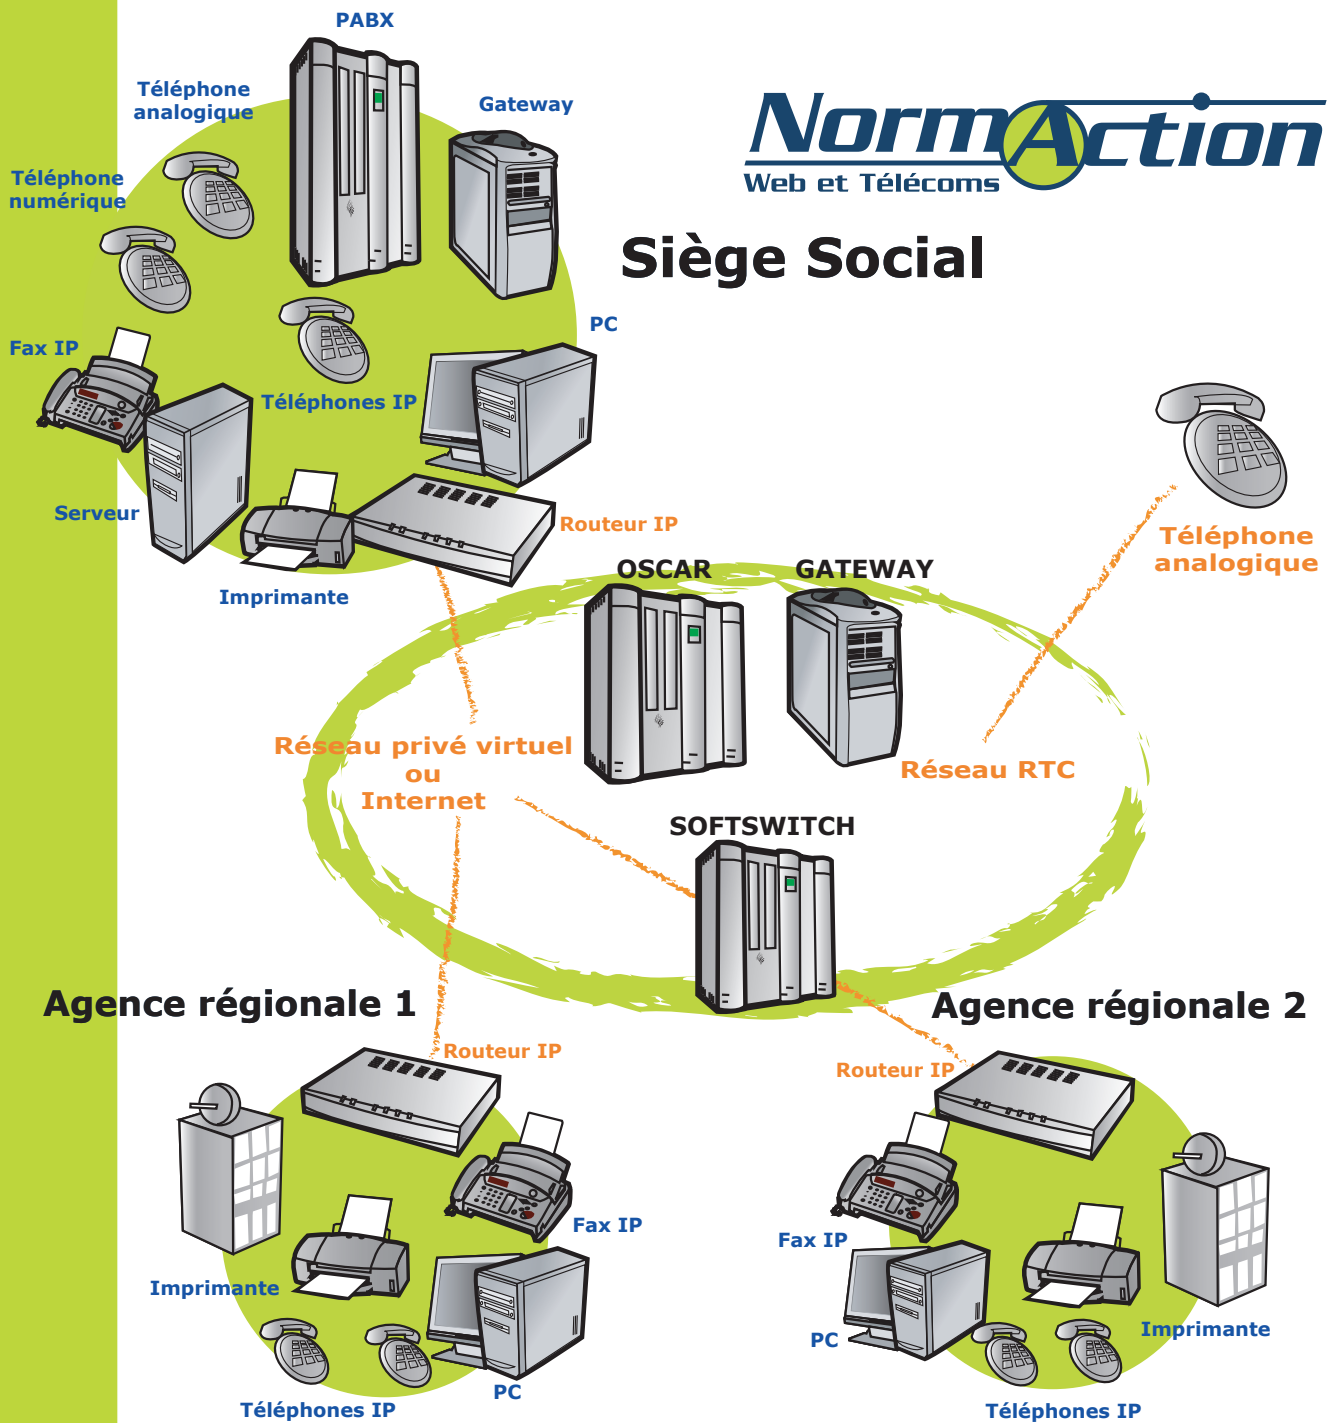 PABX
Téléphone
analogique
Gateway
NormAction
Web et Télécoms
Téléphone
numérique
Siège Social
PC
Fax IP
Téléphones IP
Serveur
Routeur IP
Imprimante
Téléphone
analogique
OSCAR
GATEWAY
Réseau privé virtuel
ou
Internet
Réseau RTC
SOFTSWITCH
Agence régionale 1
Routeur IP
Fax IP
Imprimante
PC
Téléphones IP
Agence régionale 2
Routeur IP
Fax IP
PC
Imprimante
Téléphones IP